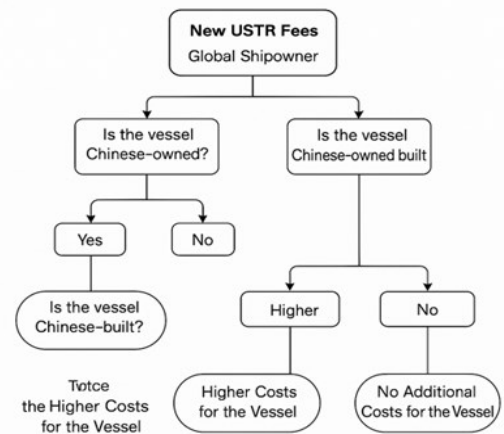 New USTR Fees
Global Shipowner
Is the vessel
Chinese-owned?
Is the vessel
Chinese-owned built
Yes
No
Is the vessel
Chinese-built?
Higher
No
the Higher Costs
for the Vessel
Higher Costs
for the Vessel
No Additional
Costs for the Vessel